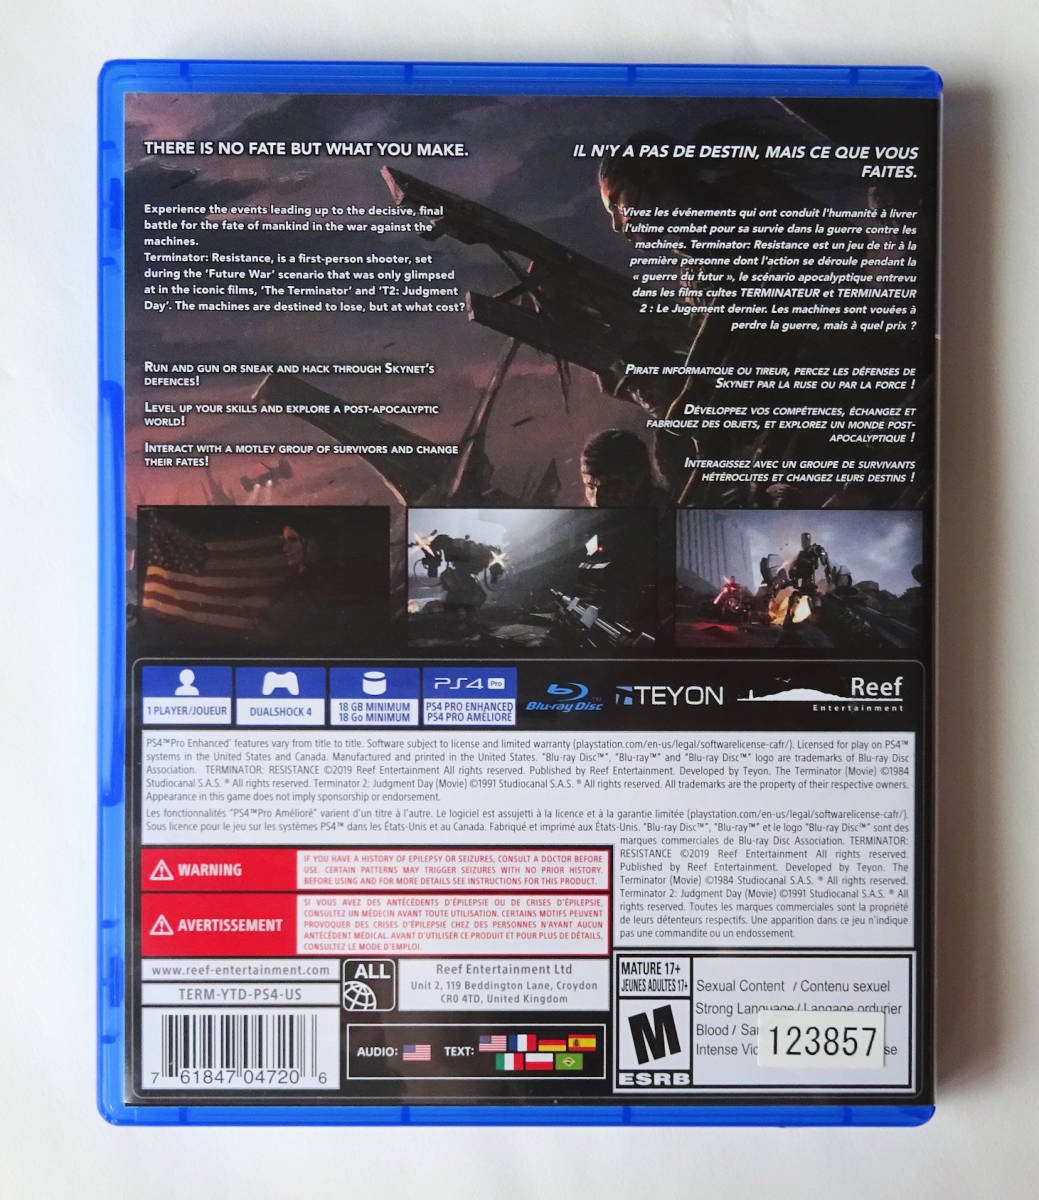 THERE IS NO FATE BUT WHAT YOU MAKE.
Experience the events leading up to the decisive, final
battle for the fate of mankind in the war against the
machines.
Terminator: Resistance, is a first-person shooter, set
during the 'Future War' scenario that was only glimpsed
at in the iconic films, 'The Terminator' and 'T2: Judgment
Day'. The machines are destined to lose, but at what cost?
RUN AND GUN OR SNEAK AND HACK THROUGH SKYNET'S
DEFENCES!
LEVEL UP YOUR SKILLS AND EXPLORE A POST-APOCALYPTIC
WORLD!
INTERACT WITH A MOTLEY GROUP OF SURVIVORS AND CHANGE
THEIR FATES!
IL N'Y A PAS DE DESTIN, MAIS CE QUE VOUS
FAITES.
Vivez les événements qui ont conduit l'humanité à livrer
l'ultime combat pour sa survie dans la guerre contre les
machines. Terminator: Resistance est un jeu de tir à la
première personne dont l'action se déroule pendant la
« guerre du futur », le scénario apocalyptique entrevu
dans les films cultes TERMINATEUR et TERMINATEUR
2 : Le Jugement dernier. Les machines sont vouées à
perdre la guerre, mais à quel prix ?
PIRATE INFORMATIQUE OU TIREUR, PERCEZ LES DÉFENSES DE
SKYNET PAR LA RUSE OU PAR LA FORCE !
DÉVELOPPEZ VOS COMPÉTENCES, ÉCHANGEZ ET
FABRIQUEZ DES OBJETS, ET EXPLOREZ UN MONDE POST-
APOCALYPTIQUE !
INTERAGISSEZ AVEC UN GROUPE DE SURVIVANTS
HÉTÉROCLITES ET CHANGEZ LEURS DESTINS !
1 PLAYER/JOUEUR
DUALSHOCK 4
18 GB MINIMUM
18 Go MINIMUM
PS4 Pro
PS4 PRO ENHANCED
PS4 PRO AMÉLIORÉ
Blu-ray Disc™
TEYON
Reef
Entertainment
PS4™Pro Enhanced' features vary from title to title. Software subject to license and limited warranty (playstation.com/en-us/legal/softwarelicense-cafr/). Licensed for play on PS4™
systems in the United States and Canada. Manufactured and printed in the United States. "Blu-ray Disc™", "Blu-ray™" and "Blu-ray Disc™" logo are trademarks of Blu-ray Disc
Association. TERMINATOR: RESISTANCE ©2019 Reef Entertainment All rights reserved. Published by Reef Entertainment. Developed by Teyon. The Terminator (Movie) ©1984
Studiocanal S.A.S. ® All rights reserved. Terminator 2: Judgment Day (Movie) ©1991 Studiocanal S.A.S. ® All rights reserved. All trademarks are the property of their respective owners.
Appearance in this game does not imply sponsorship or endorsement.
Les fonctionnalités "PS4™Pro Amélioré" varient d'un titre à l'autre. Le logiciel est assujetti à la licence et à la garantie limitée (playstation.com/en-us/legal/softwarelicense-cafr/).
Sous licence pour le jeu sur les systèmes PS4™ dans les États-Unis et au Canada. Fabriqué et imprimé aux États-Unis. "Blu-ray Disc™", "Blu-ray™" et le logo "Blu-ray Disc™" sont des
marques commerciales de Blu-ray Disc Association. TERMINATOR:
RESISTANCE ©2019 Reef Entertainment All rights reserved.
Published by Reef Entertainment. Developed by Teyon. The
Terminator (Movie) ©1984 Studiocanal S.A.S. ® All rights reserved.
Terminator 2: Judgment Day (Movie) ©1991 Studiocanal S.A.S. ® All
rights reserved. Toutes les marques commerciales sont la propriété
de leurs détenteurs respectifs. Une apparition dans ce jeu n'indique
pas une commandite ou un endossement.
WARNING
IF YOU HAVE A HISTORY OF EPILEPSY OR SEIZURES, CONSULT A DOCTOR BEFORE
USE. CERTAIN PATTERNS MAY TRIGGER SEIZURES WITH NO PRIOR HISTORY.
BEFORE USING AND FOR MORE DETAILS SEE INSTRUCTIONS FOR THIS PRODUCT.
AVERTISSEMENT
SI VOUS AVEZ DES ANTÉCÉDENTS D'ÉPILEPSIE OU DE CRISES D'ÉPILEPSIE,
CONSULTEZ UN MÉDECIN AVANT TOUTE UTILISATION. CERTAINS MOTIFS PEUVENT
PROVOQUER DES CRISES D'ÉPILEPSIE CHEZ DES PERSONNES N'AYANT AUCUN
ANTÉCÉDENT MÉDICAL. AVANT D'UTILISER CE PRODUIT ET POUR PLUS DE DÉTAILS,
CONSULTEZ LE MODE D'EMPLOI.
www.reef-entertainment.com
TERM-YTD-PS4-US
7 61847 04720 6
ALL
Reef Entertainment Ltd
Unit 2, 119 Beddington Lane, Croydon
CR0 4TD, United Kingdom
AUDIO:
TEXT:
MATURE 17+
JEUNES ADULTES 17+
M
ESRB
Sexual Content / Contenu sexuel
Strong Language / Langage ordurier
Blood /
Intense
123857